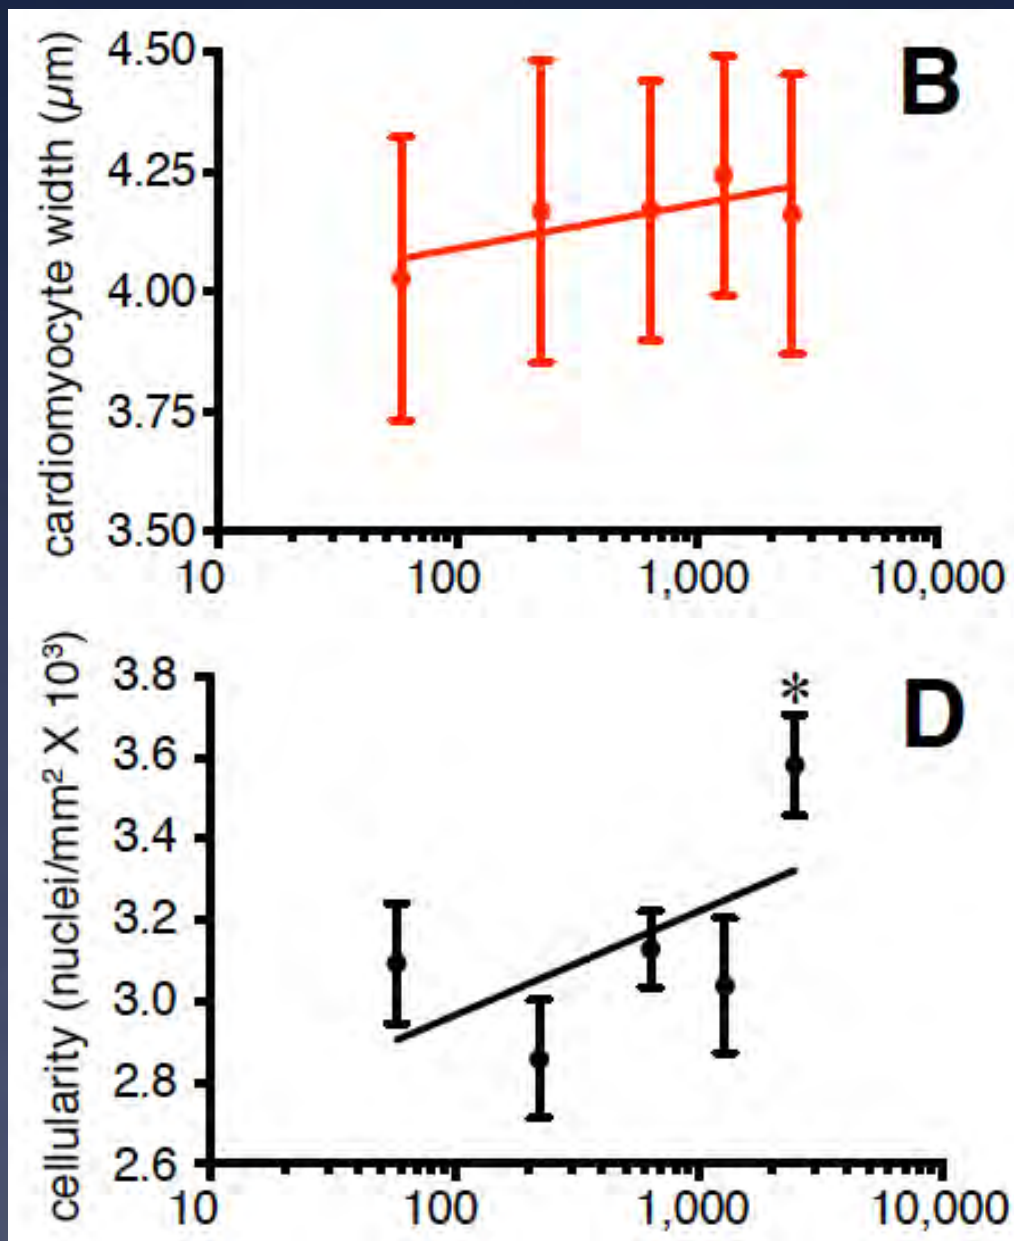 B
cardiomyocyte width (μm)
4.50
4.25
4.00
3.75
3.50
10 100 1,000 10,000
D
cellularity (nuclei/mm² X 10³)
*
3.8
3.6
3.4
3.2
3.0
2.8
2.6
10 100 1,000 10,000